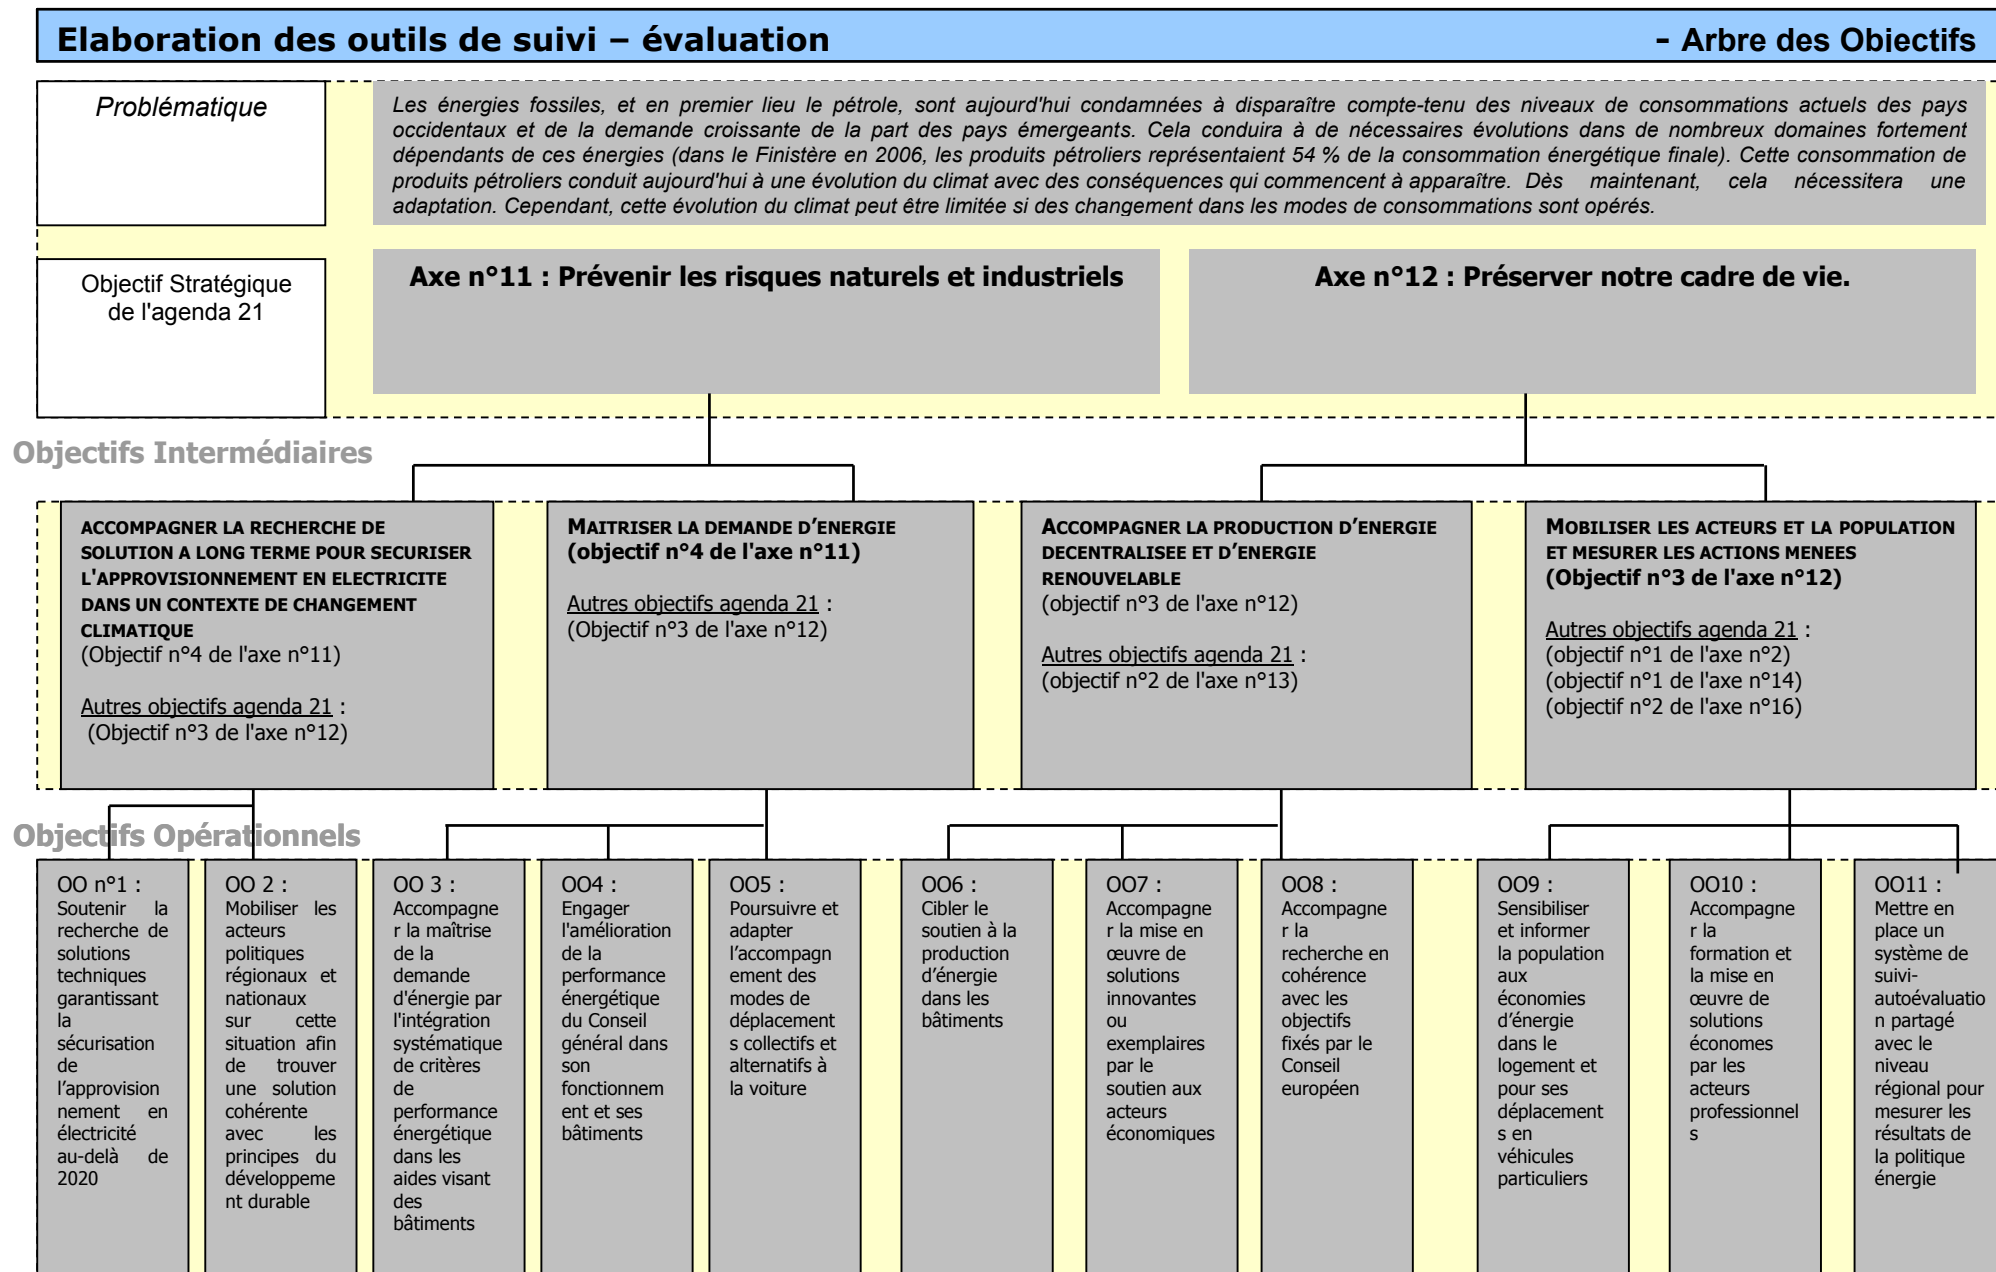 Elaboration des outils de suivi – évaluation - Arbre des Objectifs
Problématique
Les énergies fossiles, et en premier lieu le pétrole, sont aujourd'hui condamnées à disparaître compte-tenu des niveaux de consommations actuels des pays
occidentaux et de la demande croissante de la part des pays émergeants. Cela conduira à de nécessaires évolutions dans de nombreux domaines fortement
dépendants de ces énergies (dans le Finistère en 2006, les produits pétroliers représentaient 54 % de la consommation énergétique finale). Cette consommation de
produits pétroliers conduit aujourd'hui à une évolution du climat avec des conséquences qui commencent à apparaître. Dès maintenant, cela nécessitera une
adaptation. Cependant, cette évolution du climat peut être limitée si des changement dans les modes de consommations sont opérés.
Objectif Stratégique
de l'agenda 21
Axe n°11 : Prévenir les risques naturels et industriels
Axe n°12 : Préserver notre cadre de vie.
Objectifs Intermédiaires
ACCOMPAGNER LA RECHERCHE DE
SOLUTION A LONG TERME POUR SECURISER
L'APPROVISIONNEMENT EN ELECTRICITE
DANS UN CONTEXTE DE CHANGEMENT
CLIMATIQUE
(Objectif n°4 de l'axe n°11)
Autres objectifs agenda 21 :
(Objectif n°3 de l'axe n°12)
MAITRISER LA DEMANDE D'ENERGIE
(objectif n°4 de l'axe n°11)
Autres objectifs agenda 21 :
(Objectif n°3 de l'axe n°12)
ACCOMPAGNER LA PRODUCTION D'ENERGIE
DECENTRALISEE ET D'ENERGIE
RENOUVELABLE
(objectif n°3 de l'axe n°12)
Autres objectifs agenda 21 :
(objectif n°2 de l'axe n°13)
MOBILISER LES ACTEURS ET LA POPULATION
ET MESURER LES ACTIONS MENEES
(Objectif n°3 de l'axe n°12)
Autres objectifs agenda 21 :
(objectif n°1 de l'axe n°2)
(objectif n°1 de l'axe n°14)
(objectif n°2 de l'axe n°16)
Objectifs Opérationnels
OO n°1 :
Soutenir la
recherche de
solutions
techniques
garantissant
la
sécurisation
de
l'approvision
nement en
électricité
au-delà de
2020
OO 2 :
Mobiliser les
acteurs
politiques
régionaux et
nationaux
sur cette
situation afin
de trouver
une solution
cohérente
avec les
principes du
développeme
nt durable
OO 3 :
Accompagne
r la maîtrise
de la
demande
d'énergie par
l'intégration
systématique
de critères
de
performance
énergétique
dans les
aides visant
des
bâtiments
OO4 :
Engager
l'amélioration
de la
performance
énergétique
du Conseil
général dans
son
fonctionnem
ent et ses
bâtiments
OO5 :
Poursuivre et
adapter
l'accompagn
ement des
modes de
déplacement
s collectifs et
alternatifs à
la voiture
OO6 :
Cibler le
soutien à la
production
d'énergie
dans les
bâtiments
OO7 :
Accompagne
r la mise en
œuvre de
solutions
innovantes
ou
exemplaires
par le
soutien aux
acteurs
économiques
OO8 :
Accompagne
r la
recherche en
cohérence
avec les
objectifs
fixés par le
Conseil
européen
OO9 :
Sensibiliser
et informer
la population
aux
économies
d'énergie
dans le
logement et
pour ses
déplacement
s en
véhicules
particuliers
OO10 :
Accompagne
r la
formation et
la mise en
œuvre de
solutions
économes
par les
acteurs
professionnel
s
OO11 :
Mettre en
place un
système de
suivi-
autoévaluatio
n partagé
avec le
niveau
régional pour
mesurer les
résultats de
la politique
énergie